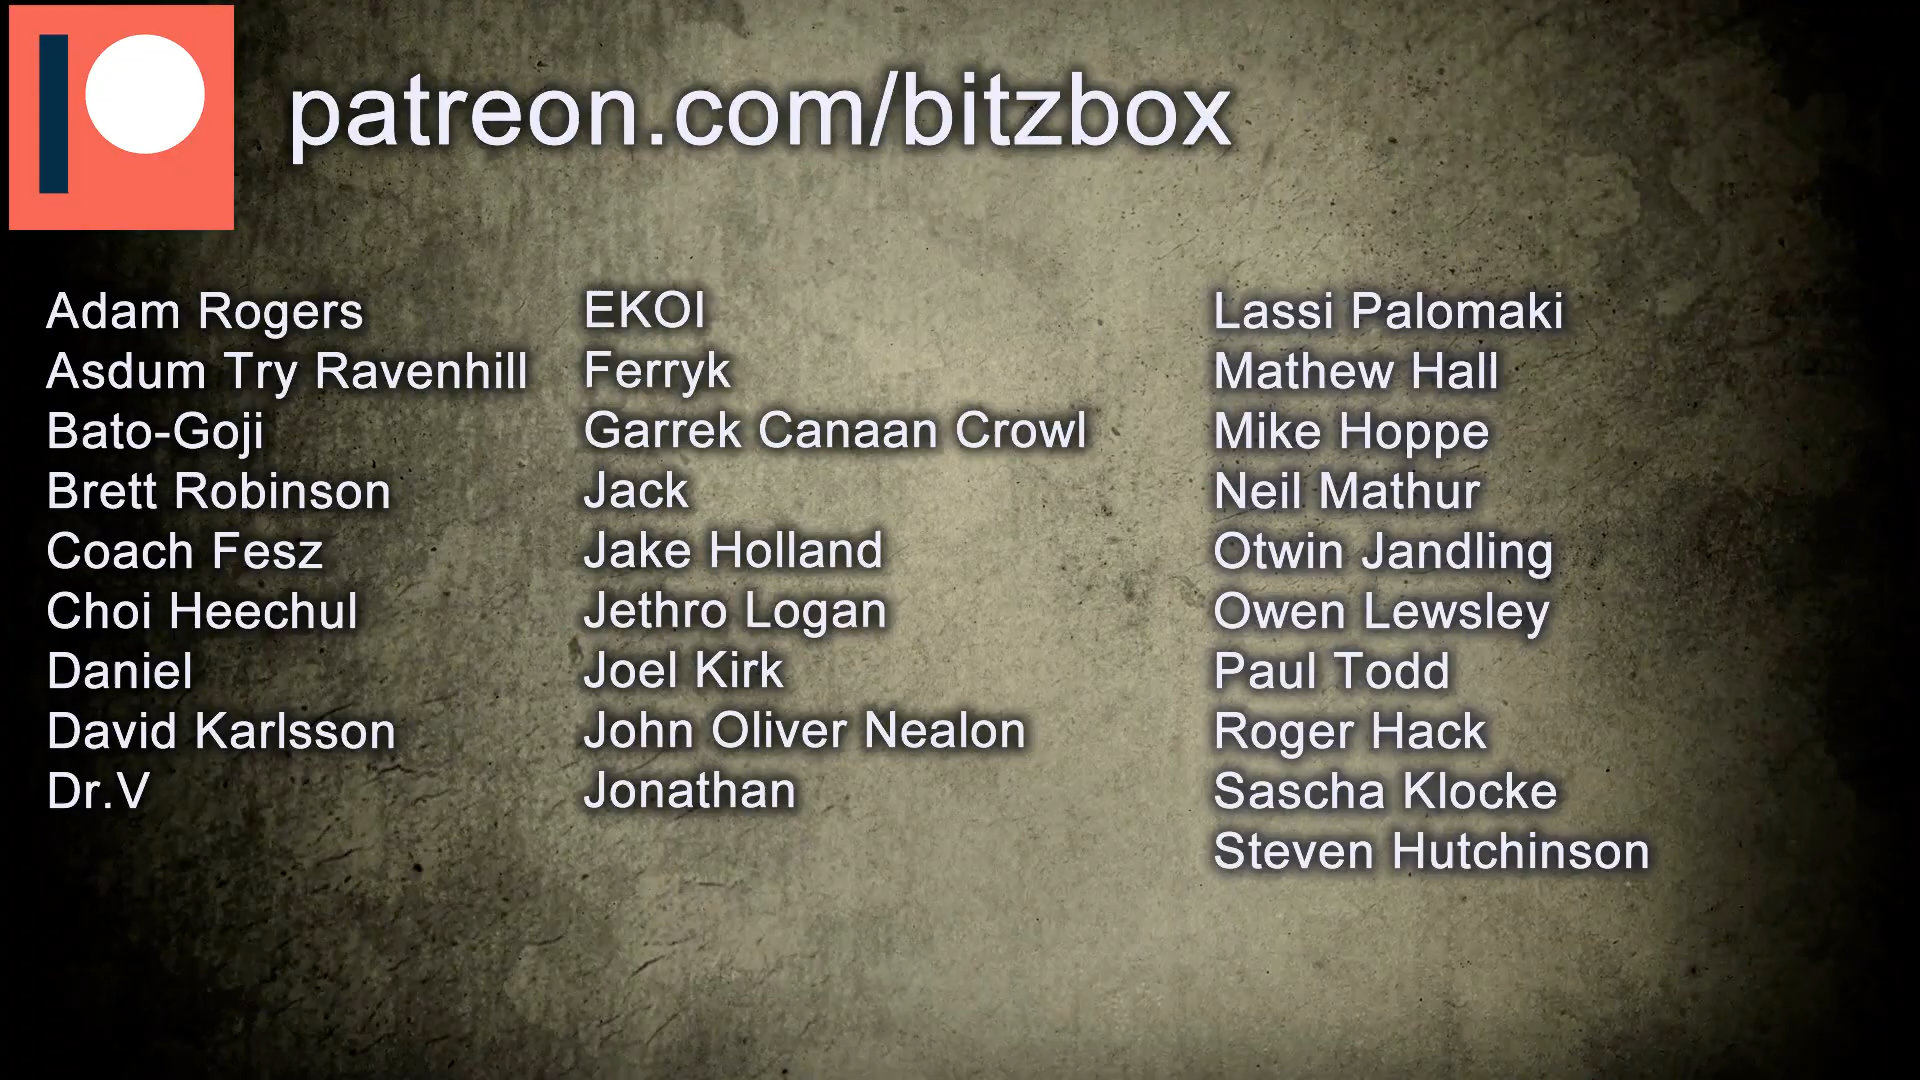 patreon.com/bitzbox
Adam Rogers
Asdum Try Ravenhill
Bato-Goji
Brett Robinson
Coach Fesz
Choi Heechul
Daniel
David Karlsson
Dr.V
EKOI
Ferryk
Garrek Canaan Crowl
Jack
Jake Holland
Jethro Logan
Joel Kirk
John Oliver Nealon
Jonathan
Lassi Palomaki
Mathew Hall
Mike Hoppe
Neil Mathur
Otwin Jandling
Owen Lewsley
Paul Todd
Roger Hack
Sascha Klocke
Steven Hutchinson